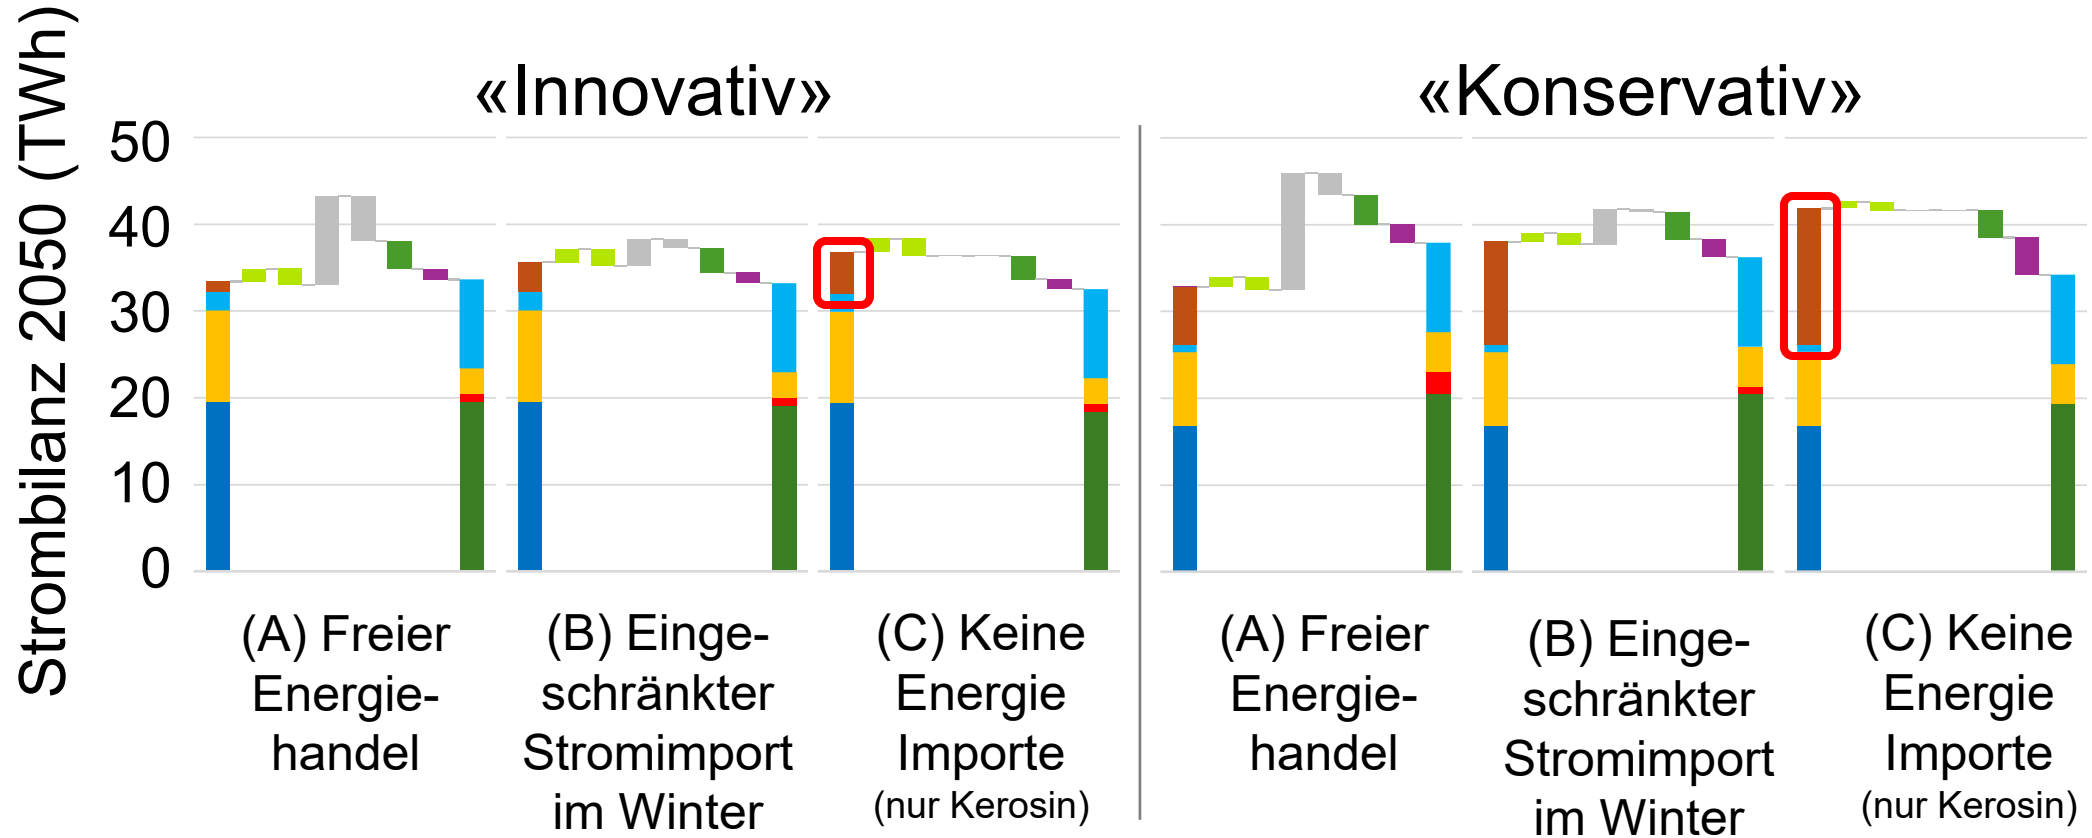 Strombilanz 2050 (TWh)
«Innovativ»
«Konservativ»
50
40
30
20
10
0
(A) Freier
Energie-
handel
(B) Einge-
schränkter
Stromimport
im Winter
(C) Keine
Energie
Importe
(nur Kerosin)
(A) Freier
Energie-
handel
(B) Einge-
schränkter
Stromimport
im Winter
(C) Keine
Energie
Importe
(nur Kerosin)